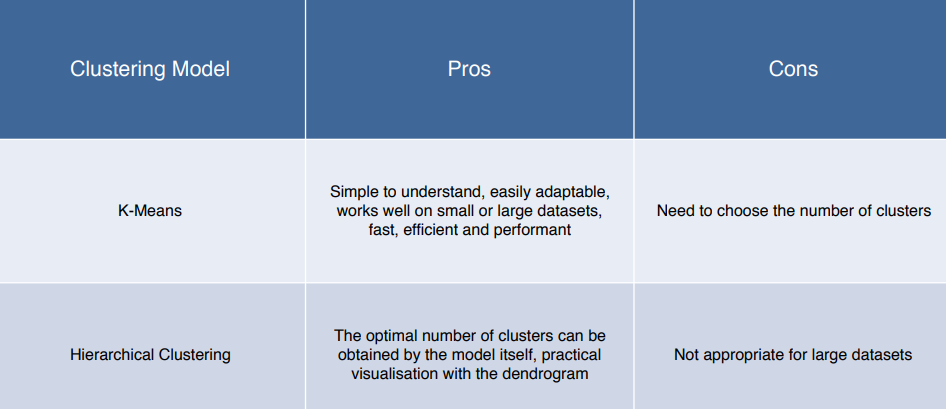 Clustering Model
Pros
Cons
K-Means
Simple to understand, easily adaptable,
works well on small or large datasets,
fast, efficient and performant
Need to choose the number of clusters
Hierarchical Clustering
The optimal number of clusters can be
obtained by the model itself, practical
visualisation with the dendrogram
Not appropriate for large datasets